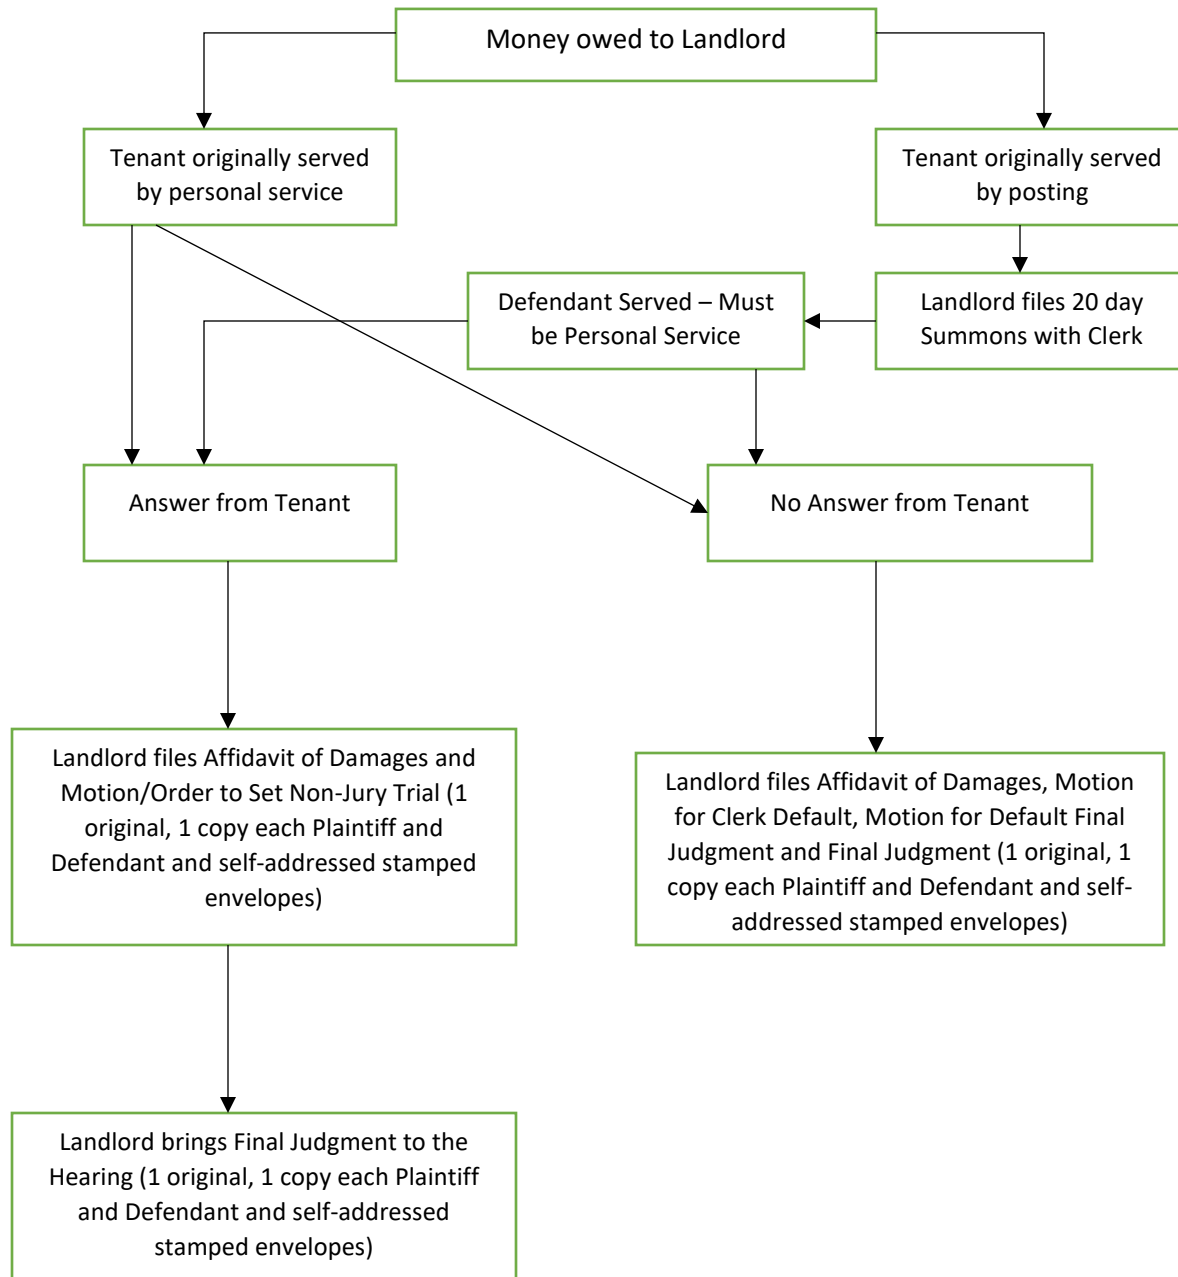 Money owed to Landlord
Tenant originally served
by personal service
Tenant originally served
by posting
Defendant Served – Must
be Personal Service
Landlord files 20 day
Summons with Clerk
Answer from Tenant
No Answer from Tenant
Landlord files Affidavit of Damages and
Motion/Order to Set Non-Jury Trial (1
original, 1 copy each Plaintiff and
Defendant and self-addressed stamped
envelopes)
Landlord files Affidavit of Damages, Motion
for Clerk Default, Motion for Default Final
Judgment and Final Judgment (1 original, 1
copy each Plaintiff and Defendant and self-
addressed stamped envelopes)
Landlord brings Final Judgment to the
Hearing (1 original, 1 copy each Plaintiff
and Defendant and self-addressed
stamped envelopes)